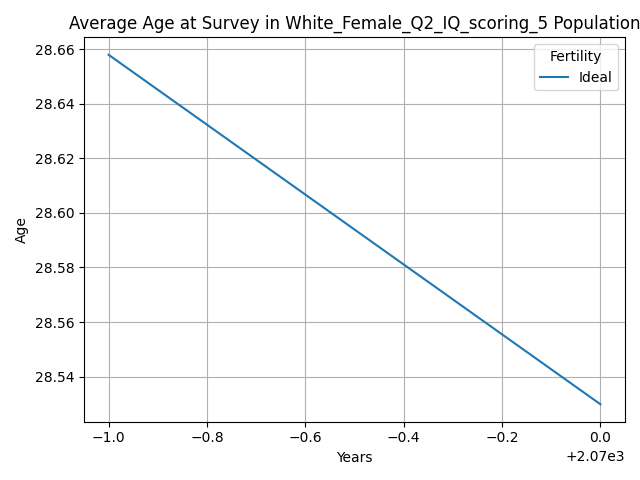 Average Age at Survey in White_Female_Q2_IQ_scoring_5 Population
28.66
28.64
28.62
28.60
28.58
28.56
28.54
Age
Fertility
Ideal
−1.0 −0.8 −0.6 −0.4 −0.2 0.0
+2.07e3
Years